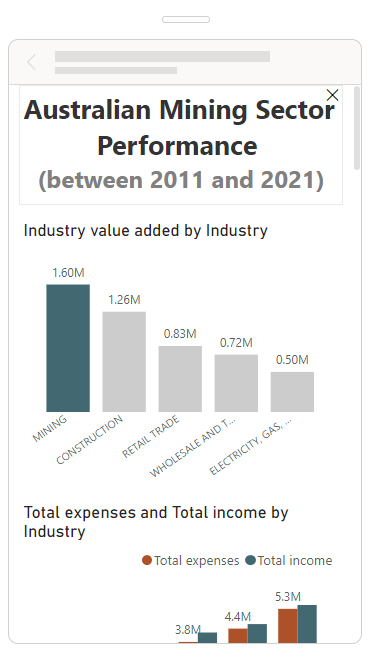 Australian Mining Sector
Performance
(between 2011 and 2021)
Industry value added by Industry
1.60M
1.26M
0.83M
0.72M
0.50M
MINING
CONSTRUCTION
RETAIL TRADE
WHOLESALE AND T...
ELECTRICITY, GAS, ...
Total expenses and Total income by
Industry
Total expenses Total income
5.3M
4.4M
3.8M